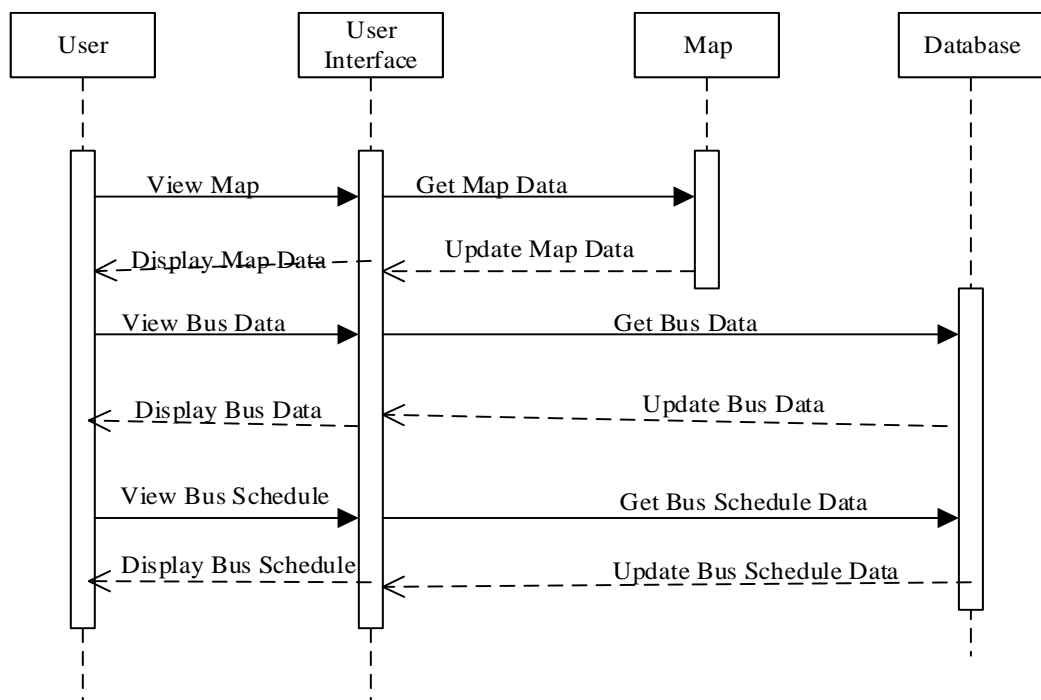 User
User
Interface
Map
Database
View Map
Get Map Data
Display Map Data
Update Map Data
View Bus Data
Get Bus Data
Display Bus Data
Update Bus Data
View Bus Schedule
Get Bus Schedule Data
Display Bus Schedule
Update Bus Schedule Data